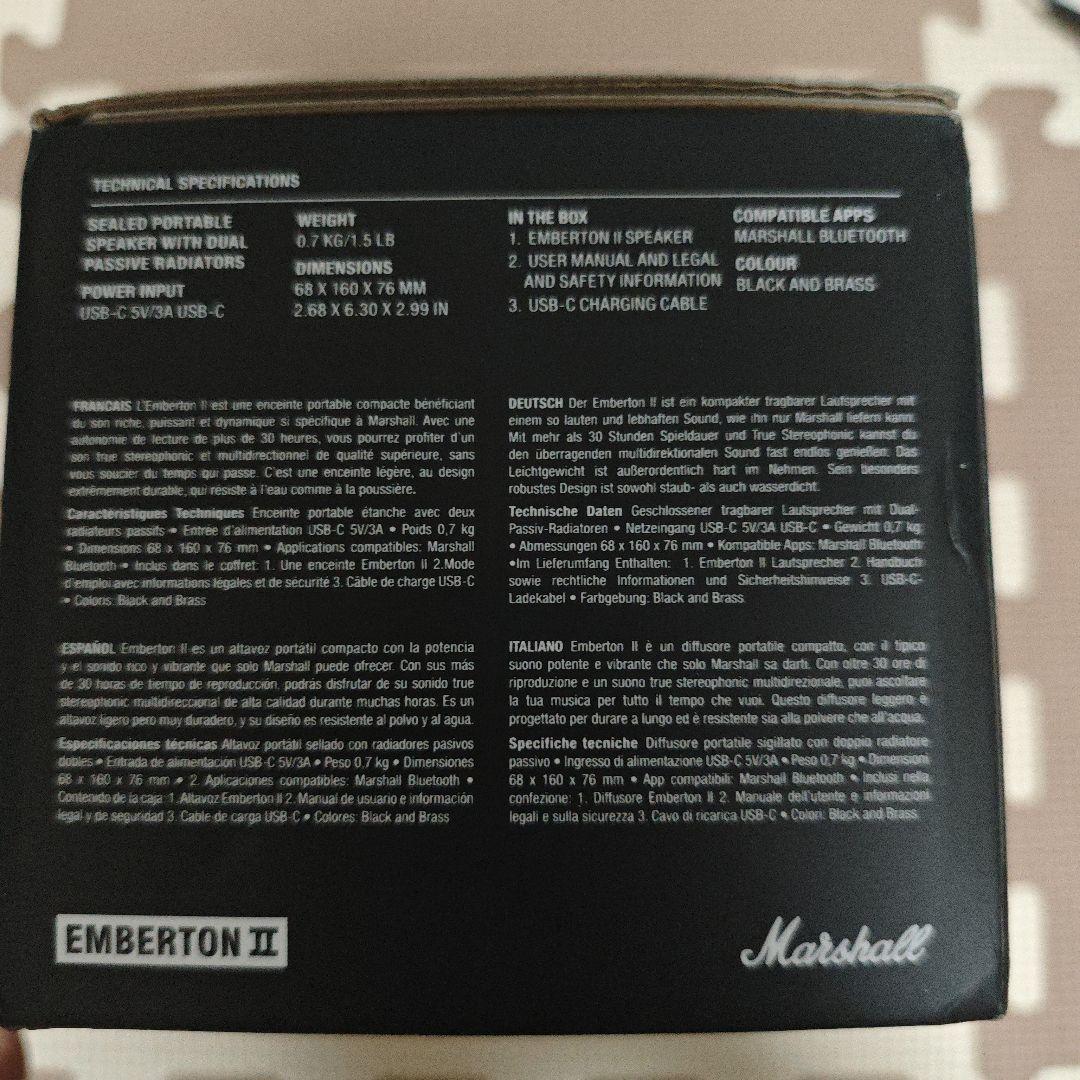 TECHNICAL SPECIFICATIONS
SEALED PORTABLE
SPEAKER WITH DUAL
PASSIVE RADIATORS
POWER INPUT
USB-C 5V/3A USB-C
WEIGHT
0.7 KG/1.5 LB
DIMENSIONS
68 X 160 X 76 MM
2.68 X 6.30 X 2.99 IN
IN THE BOX
1. EMBERTON II SPEAKER
2. USER MANUAL AND LEGAL
AND SAFETY INFORMATION
3. USB-C CHARGING CABLE
COMPATIBLE APPS
MARSHALL BLUETOOTH
COLOUR
BLACK AND BRASS
FRANCAIS L'Emberton II est une enceinte portable compacte bénéficiant
du son riche, puissant et dynamique si spécifique à Marshall. Avec une
autonomie de lecture de plus de 30 heures, vous pourrez profiter d'un
son true stereophonic et multidirectionnel de qualité supérieure, sans
vous soucier du temps qui passe. C'est une enceinte légère, au design
extrêmement durable, qui résiste à l'eau comme à la poussière.
Caractéristiques Techniques Enceinte portable étanche avec deux
radiateurs passifs • Entrée d'alimentation USB-C 5V/3A • Poids 0,7 kg
• Dimensions 68 x 160 x 76 mm • Applications compatibles: Marshall
Bluetooth • Inclus dans le coffret: 1. Une enceinte Emberton II 2.Mode
d'emploi avec informations légales et de sécurité 3. Câble de charge USB-C
• Coloris: Black and Brass
DEUTSCH Der Emberton II ist ein kompakter tragbarer Lautsprecher mit
einem so lauten und lebhaften Sound, wie ihn nur Marshall liefern kann.
Mit mehr als 30 Stunden Spieldauer und True Stereophonic kannst du
den überragenden multidirektionalen Sound fast endlos genießen. Das
Leichtgewicht ist außerordentlich hart im Nehmen. Sein besonders
robustes Design ist sowohl staub- als auch wasserdicht.
Technische Daten Geschlossener tragbarer Lautsprecher mit Dual-
Passiv-Radiatoren • Netzeingang USB-C 5V/3A USB-C • Gewicht 0,7 kg
• Abmessungen 68 x 160 x 76 mm • Kompatible Apps: Marshall Bluetooth
•Im Lieferumfang Enthalten: 1. Emberton II Lautsprecher 2. Handbuch
sowie rechtliche Informationen und Sicherheitshinweise 3. USB-C-
Ladekabel • Farbgebung: Black and Brass
ESPAÑOL Emberton II es un altavoz portátil compacto con la potencia
y el sonido rico y vibrante que solo Marshall puede ofrecer. Con sus más
de 30 horas de tiempo de reproducción, podrás disfrutar de su sonido true
stereophonic multidireccional de alta calidad durante muchas horas. Es un
altavoz ligero pero muy duradero, y su diseño es resistente al polvo y al agua.
Especificaciones técnicas Altavoz portátil sellado con radiadores pasivos
dobles • Entrada de alimentación USB-C 5V/3A • Peso 0,7 kg • Dimensiones
68 x 160 x 76 mm • 2. Aplicaciones compatibles: Marshall Bluetooth •
Contenido de la caja: 1.Altavoz Emberton II 2. Manual de usuario e información
legal y de seguridad 3. Cable de carga USB-C • Colores: Black and Brass
ITALIANO Emberton II è un diffusore portatile compatto, con il tipico
suono potente e vibrante che solo Marshall sa darti. Con oltre 30 ore di
riproduzione e un suono true stereophonic multidirezionale, puoi ascoltare
la tua musica per tutto il tempo che vuoi. Questo diffusore leggero è
progettato per durare a lungo ed è resistente sia alla polvere che all'acqua.
Specifiche tecniche Diffusore portatile sigillato con doppio radiatore
passivo • Ingresso di alimentazione USB-C 5V/3A • Peso 0,7 kg • Dimensioni
68 x 160 x 76 mm • App compatibili: Marshall Bluetooth • Inclusi nella
confezione: 1. Diffusore Emberton II 2. Manuale dell'utente e informazioni
legali e sulla sicurezza 3. Cavo di ricarica USB-C • Colori: Black and Brass
EMBERTON II
Marshall